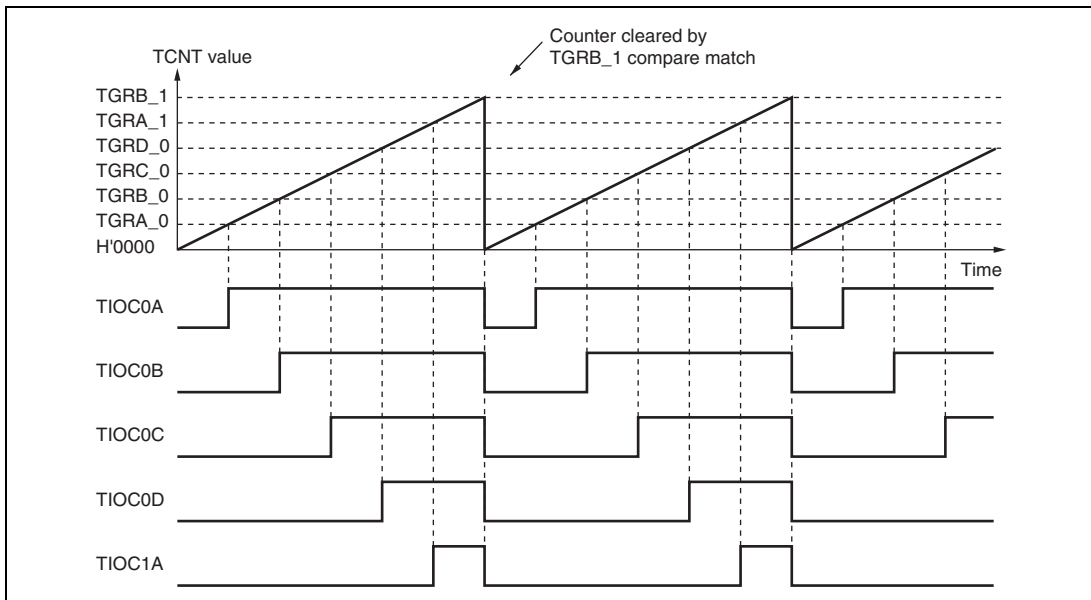 Counter cleared by
TGRB_1 compare match
TCNT value
TGRB_1
TGRA_1
TGRD_0
TGRC_0
TGRB_0
TGRA_0
H'0000
Time
TIOC0A
TIOC0B
TIOC0C
TIOC0D
TIOC1A